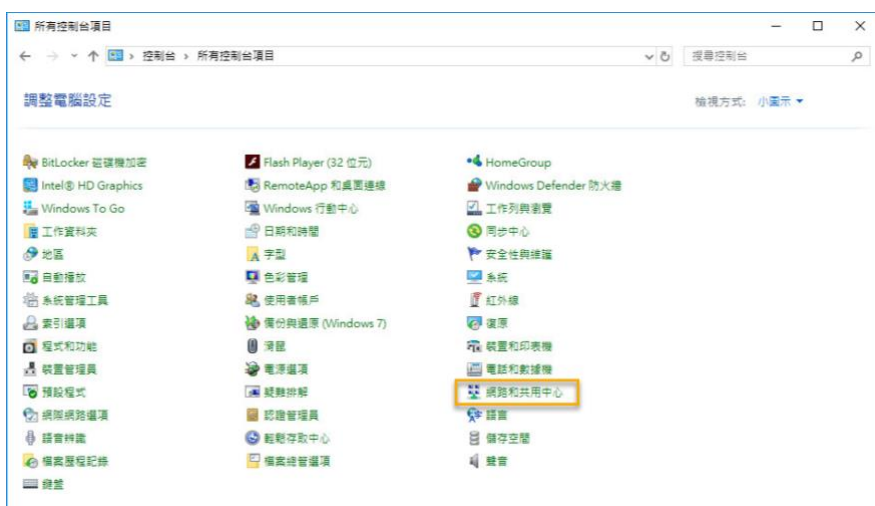 所有控制台項目
控制台 › 所有控制台項目
搜尋控制台
調整電腦設定
檢視方式: 小圖示
BitLocker 磁碟機加密
Flash Player (32 位元)
HomeGroup
Intel® HD Graphics
RemoteApp 和桌面連線
Windows Defender 防火牆
Windows To Go
Windows 行動中心
工作列與瀏覽
工作資料夾
日期和時間
同步中心
地區
字型
安全性與維護
自動播放
色彩管理
系統
系統管理工具
使用者帳戶
紅外線
索引選項
備份與還原 (Windows 7)
復原
程式和功能
滑鼠
裝置和印表機
裝置管理員
電源選項
電話和數據機
預設程式
疑難排解
網路和共用中心
網際網路選項
認證管理員
語言
語音辨識
輕鬆存取中心
儲存空間
檔案歷程記錄
檔案總管選項
聲音
鍵盤